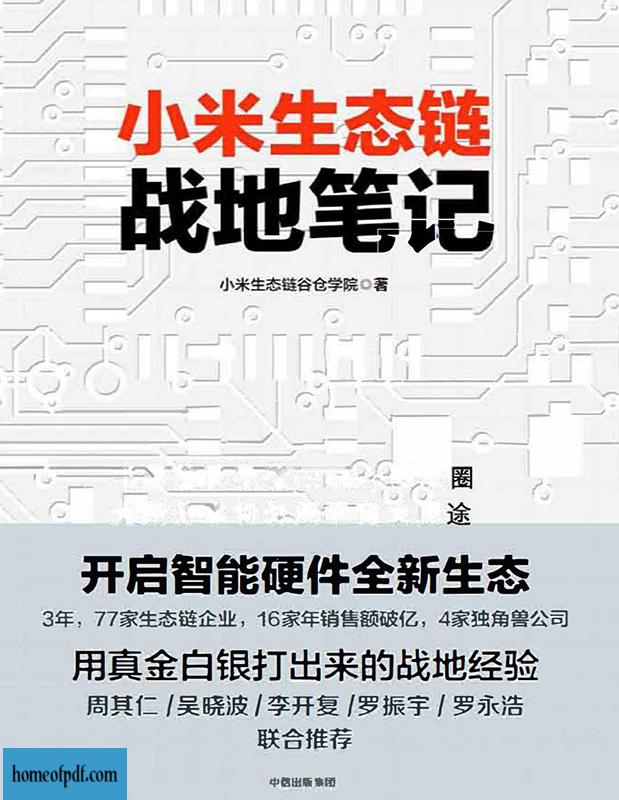 小米生态链
战地笔记
小米生态链谷仓学院◎著
圈
途
开启智能硬件全新生态
3年，77家生态链企业，16家年销售额破亿，4家独角兽公司
用真金白银打出来的战地经验
周其仁/吴晓波/李开复/罗振宇/罗永浩
联合推荐
中信出版集团
homeofpdf.com